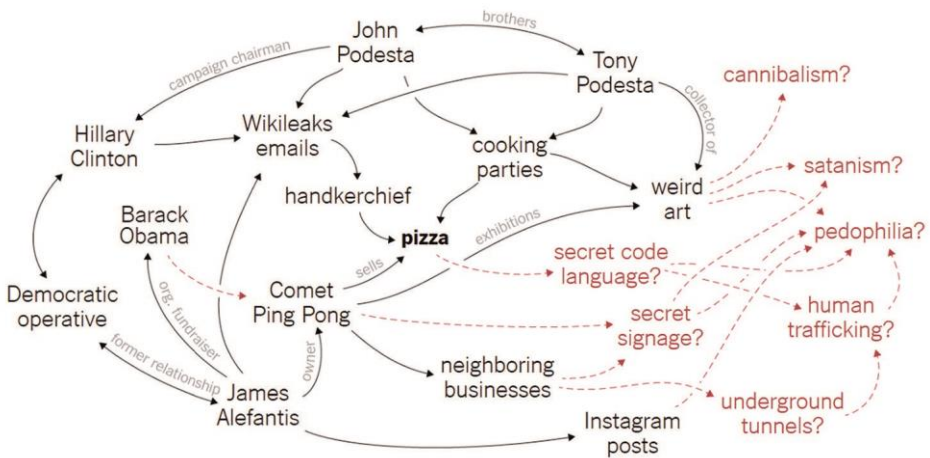 brothers
John
Podesta
campaign chairman
Tony
Podesta
cannibalism?
collector of
Hillary
Clinton
Wikileaks
emails
cooking
parties
satanism?
weird
art
handkerchief
Barack
Obama
pizza
exhibitions
pedophilia?
secret code
language?
sells
Democratic
operative
org. fundraiser
Comet
Ping Pong
secret
signage?
human
trafficking?
former relationship
owner
neighboring
businesses
James
Alefantis
underground
tunnels?
Instagram
posts